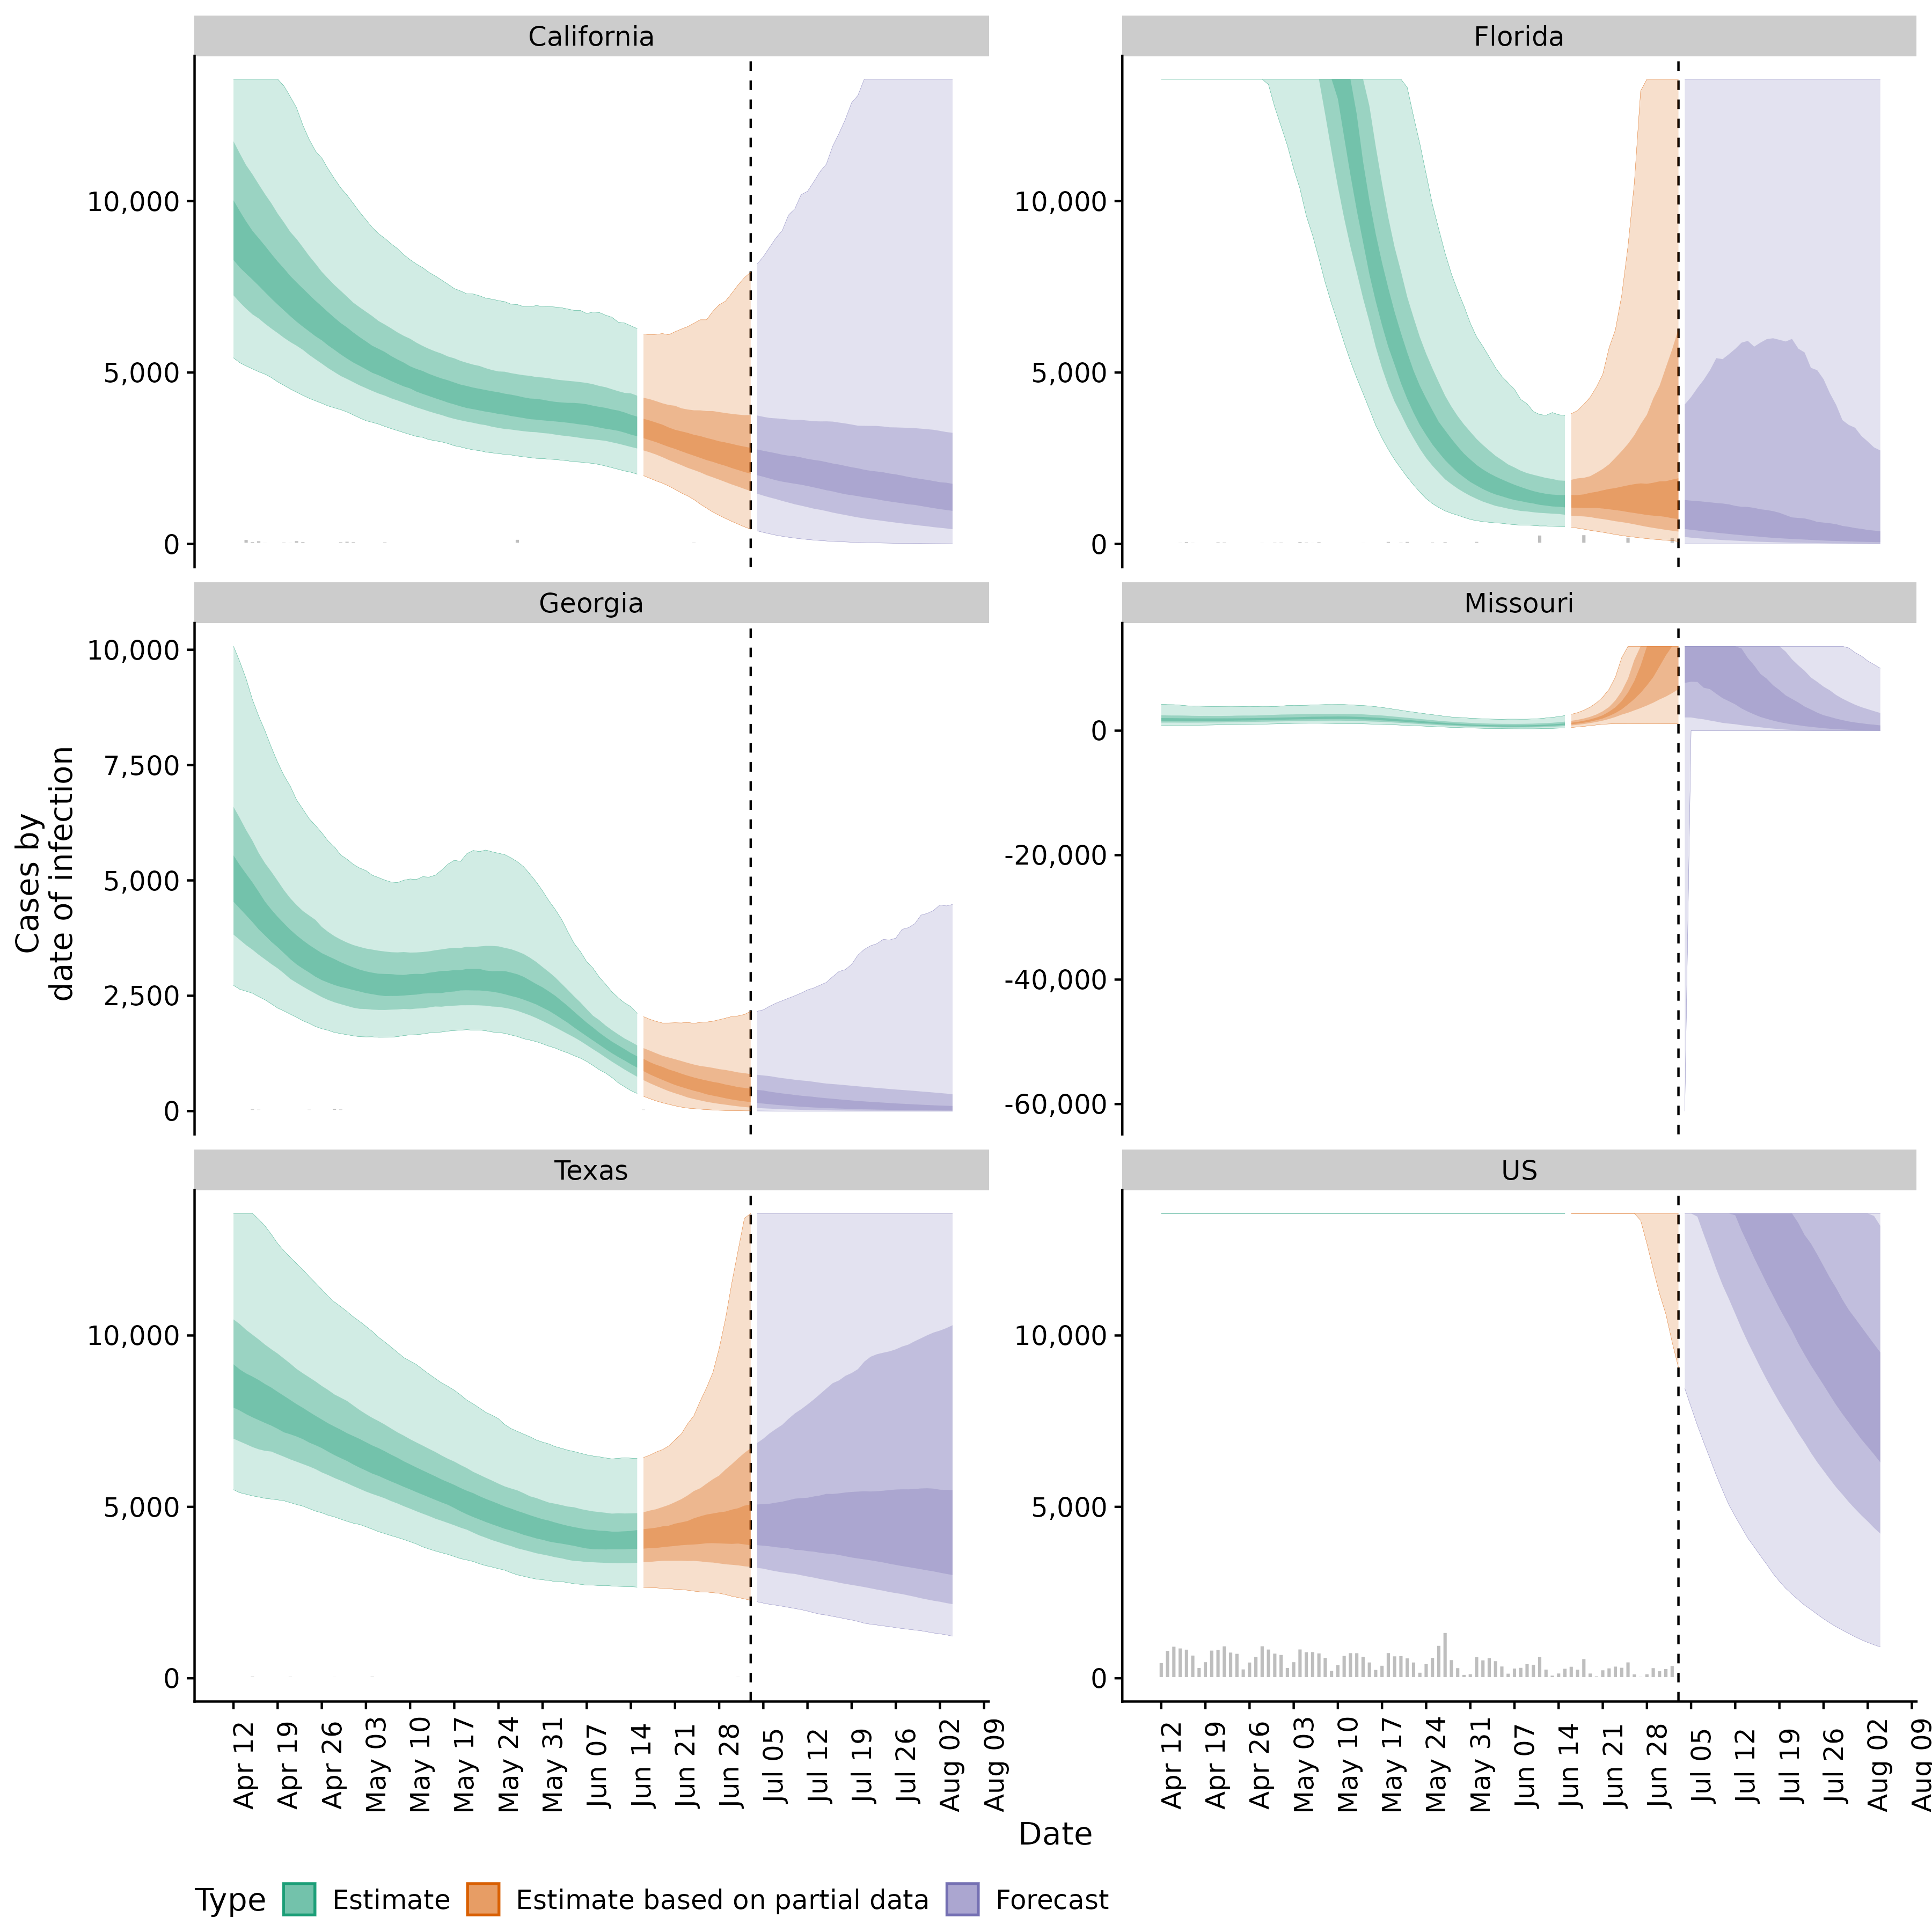 California
Florida
10,000
5,000
0
10,000
5,000
0
Georgia
Missouri
10,000
7,500
5,000
2,500
0
0
-20,000
-40,000
-60,000
Cases by
date of infection
Texas
US
10,000
5,000
0
10,000
5,000
0
Apr 12
Apr 19
Apr 26
May 03
May 10
May 17
May 24
May 31
Jun 07
Jun 14
Jun 21
Jun 28
Jul 05
Jul 12
Jul 19
Jul 26
Aug 02
Aug 09
Apr 12
Apr 19
Apr 26
May 03
May 10
May 17
May 24
May 31
Jun 07
Jun 14
Jun 21
Jun 28
Jul 05
Jul 12
Jul 19
Jul 26
Aug 02
Aug 09
Date
Type Estimate Estimate based on partial data Forecast